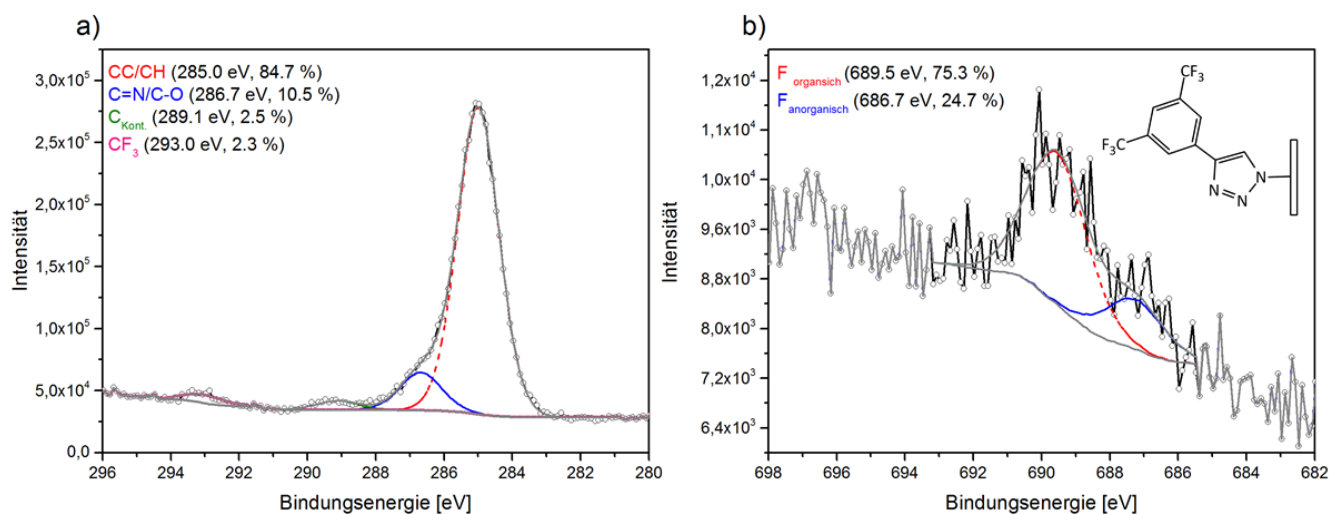 a)
CC/CH (285.0 eV, 84.7 %)
C=N/C-O (286.7 eV, 10.5 %)
C Kont. (289.1 eV, 2.5 %)
CF3 (293.0 eV, 2.3 %)
3,0x10^5
2,5x10^5
2,0x10^5
1,5x10^5
1,0x10^5
5,0x10^4
0,0
Intensität
296 294 292 290 288 286 284 282 280
Bindungsenergie [eV]
b)
F organsich (689.5 eV, 75.3 %)
F anorganisch (686.7 eV, 24.7 %)
CF3
F3C
N
N=N
1,2x10^4
1,1x10^4
1,0x10^4
9,6x10^3
8,8x10^3
8,0x10^3
7,2x10^3
6,4x10^3
Intensität
698 696 694 692 690 688 686 684 682
Bindungsenergie [eV]